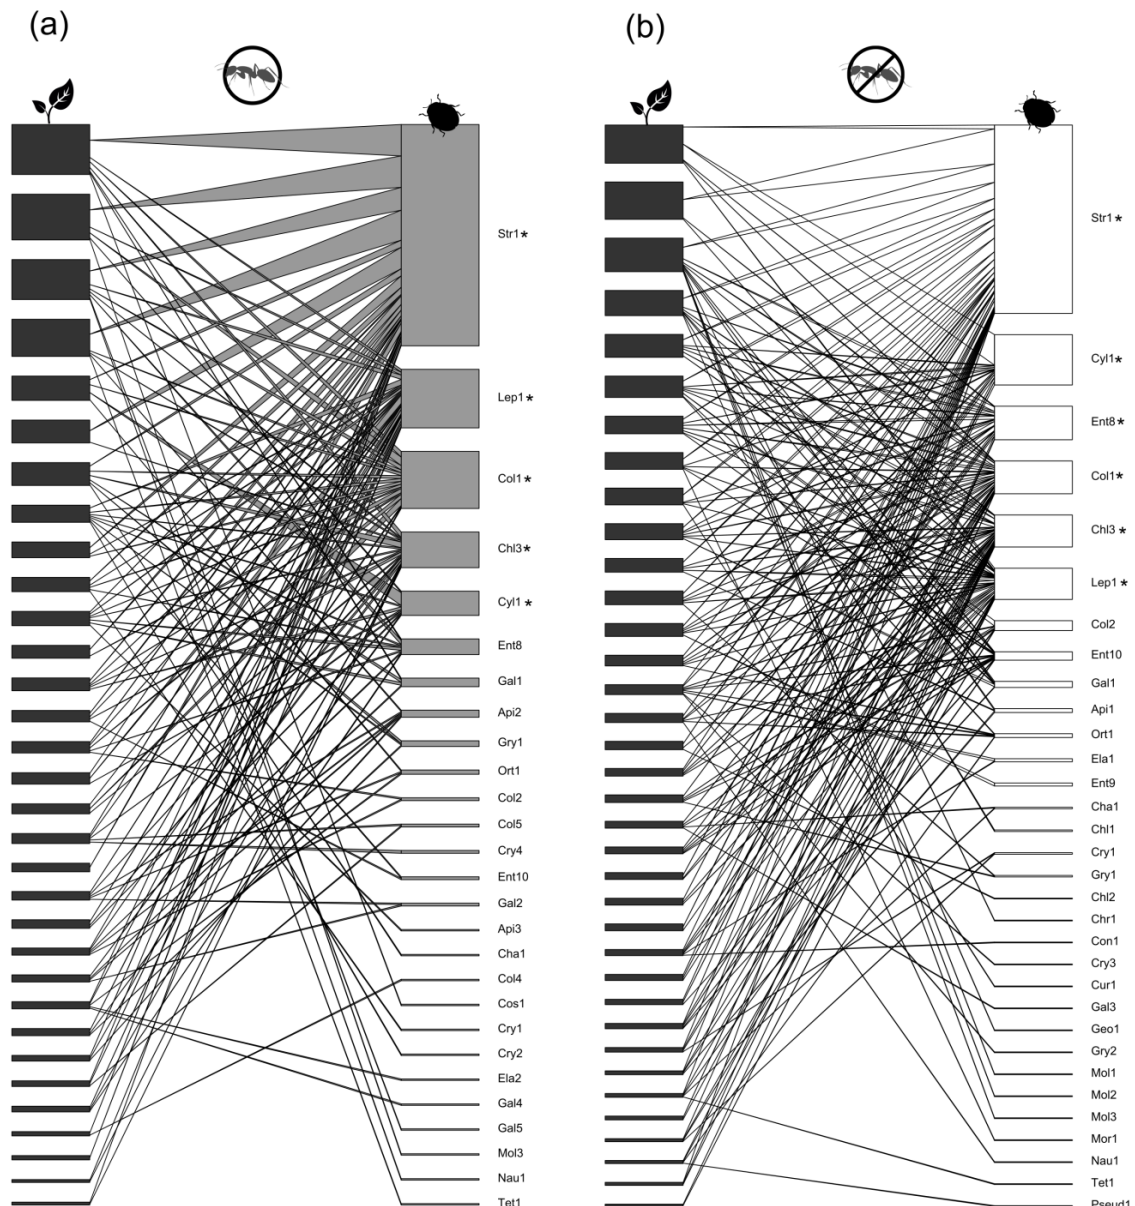 (a)
Str1*
Lep1*
Col1*
Chl3*
Cyl1*
Ent8
Gal1
Api2
Gry1
Ort1
Col2
Col5
Cry4
Ent10
Gal2
Api3
Cha1
Col4
Cos1
Cry1
Cry2
Ela2
Gal4
Gal5
Mol3
Nau1
Tet1
(b)
Str1*
Cyl1*
Ent8*
Col1*
Chl3*
Lep1*
Col2
Ent10
Gal1
Api1
Ort1
Ela1
Ent9
Cha1
Chl1
Cry1
Gry1
Chl2
Chr1
Con1
Cry3
Cur1
Gal3
Geo1
Gry2
Mol1
Mol2
Mol3
Mor1
Nau1
Tet1
Pseud1